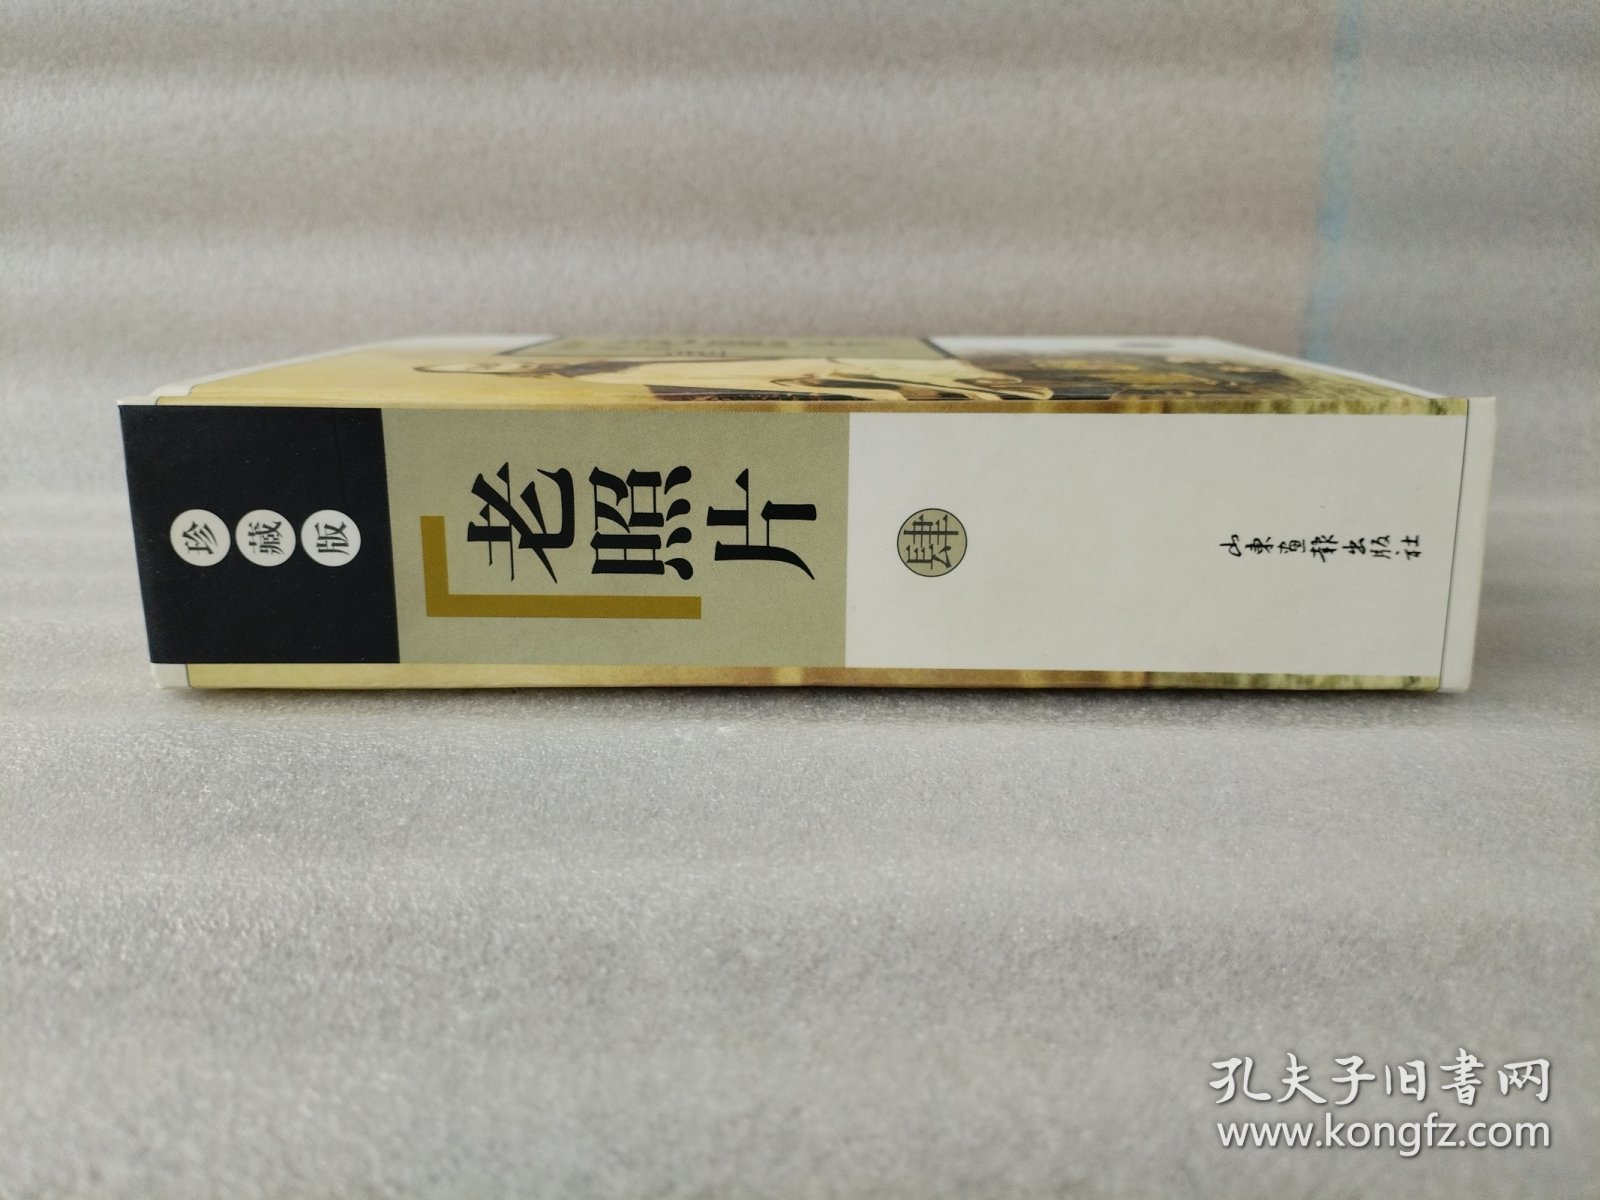 珍藏版
老照片
肆
山东画报出版社
孔夫子旧书网
www.kongfz.com